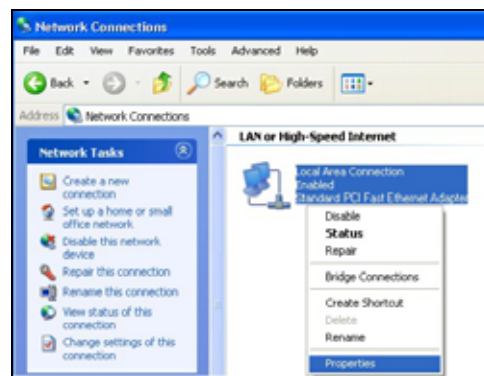 Network Connections
File Edit View Favorites Tools Advanced Help
Back Search Folders
Address Network Connections
Network Tasks
Create a new
connection
Set up a home or small
office network
Disable this network
device
Repair this connection
Rename this connection
View status of this
connection
Change settings of this
connection
LAN or High-Speed Internet
Local Area Connection
Enabled
Standard PCI Fast Ethernet Adapter
Disable
Status
Repair
Bridge Connections
Create Shortcut
Delete
Rename
Properties